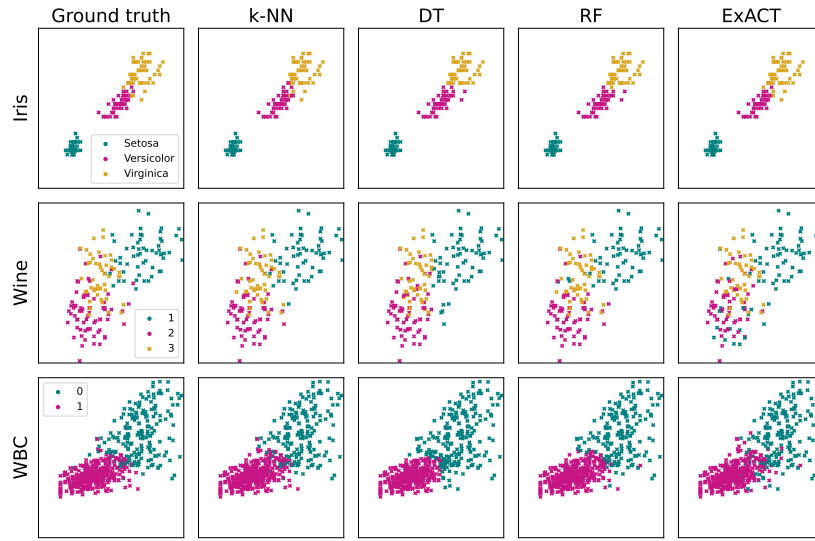 Ground truth k-NN DT RF ExACT
Iris
Setosa
Versicolor
Virginica
Wine
1
2
3
WBC
0
1